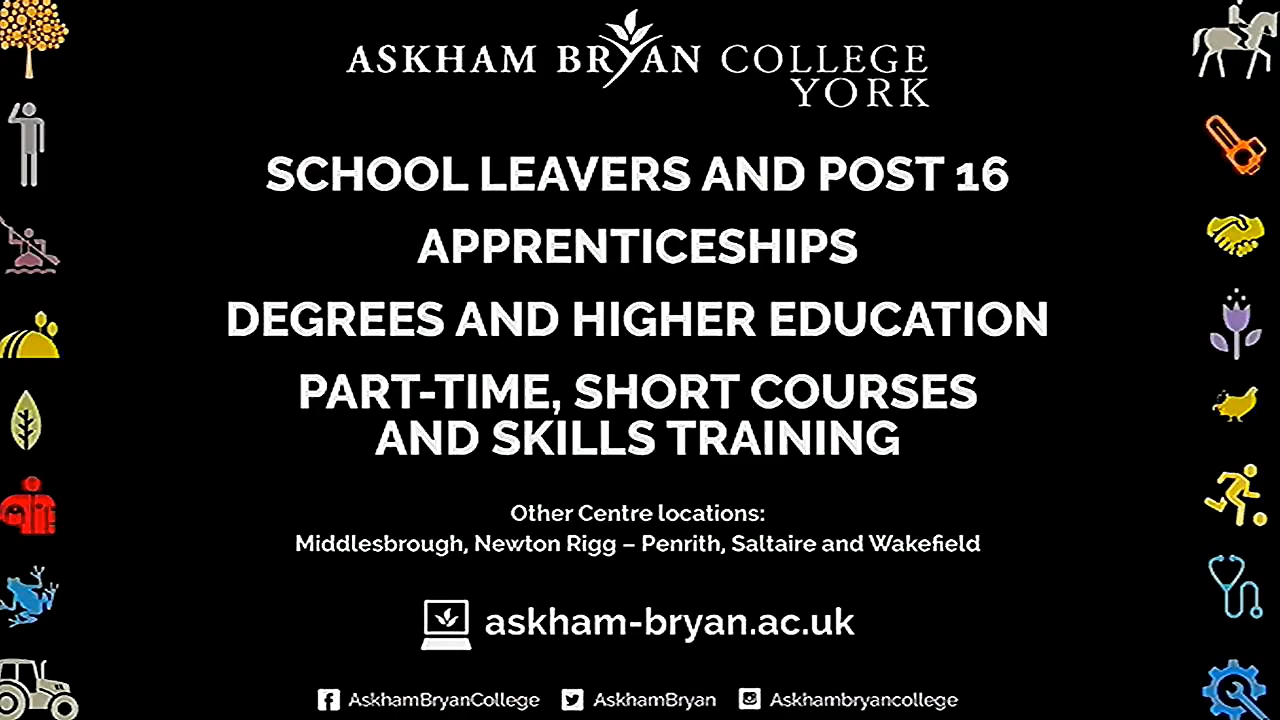 ASKHAM BRYAN COLLEGE
YORK
SCHOOL LEAVERS AND POST 16
APPRENTICESHIPS
DEGREES AND HIGHER EDUCATION
PART-TIME, SHORT COURSES
AND SKILLS TRAINING
Other Centre locations:
Middlesbrough, Newton Rigg – Penrith, Saltaire and Wakefield
askham-bryan.ac.uk
AskhamBryanCollege AskhamBryan Askhambryancollege